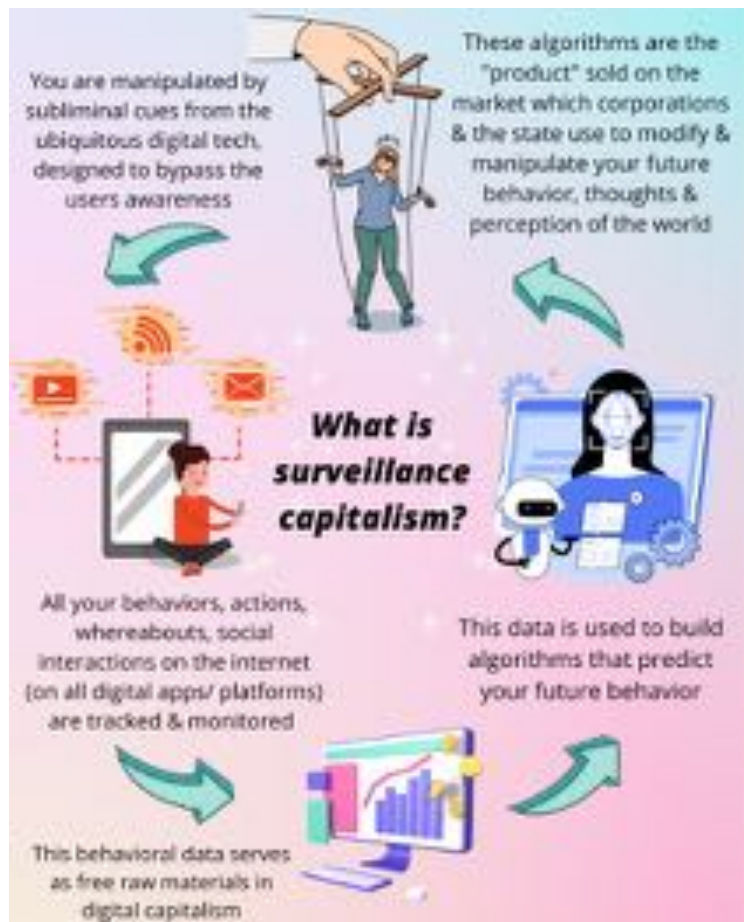 You are manipulated by
subliminal cues from the
ubiquitous digital tech,
designed to bypass the
users awareness
These algorithms are the
"product" sold on the
market which corporations
& the state use to modify &
manipulate your future
behavior, thoughts &
perception of the world
What is
surveillance
capitalism?
All your behaviors, actions,
whereabouts, social
interactions on the internet
(on all digital apps/ platforms)
are tracked & monitored
This data is used to build
algorithms that predict
your future behavior
This behavioral data serves
as free raw materials in
digital capitalism